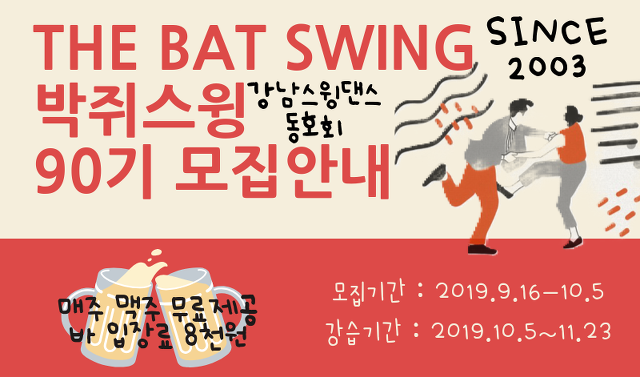 THE BAT SWING
SINCE
2003
박쥐스윙
강남스윙댄스
동호회
90기 모집안내
매주 맥주 무료제공
바 입장료 8천원
모집기간 : 2019.9.16-10.5
강습기간 : 2019.10.5~11.23